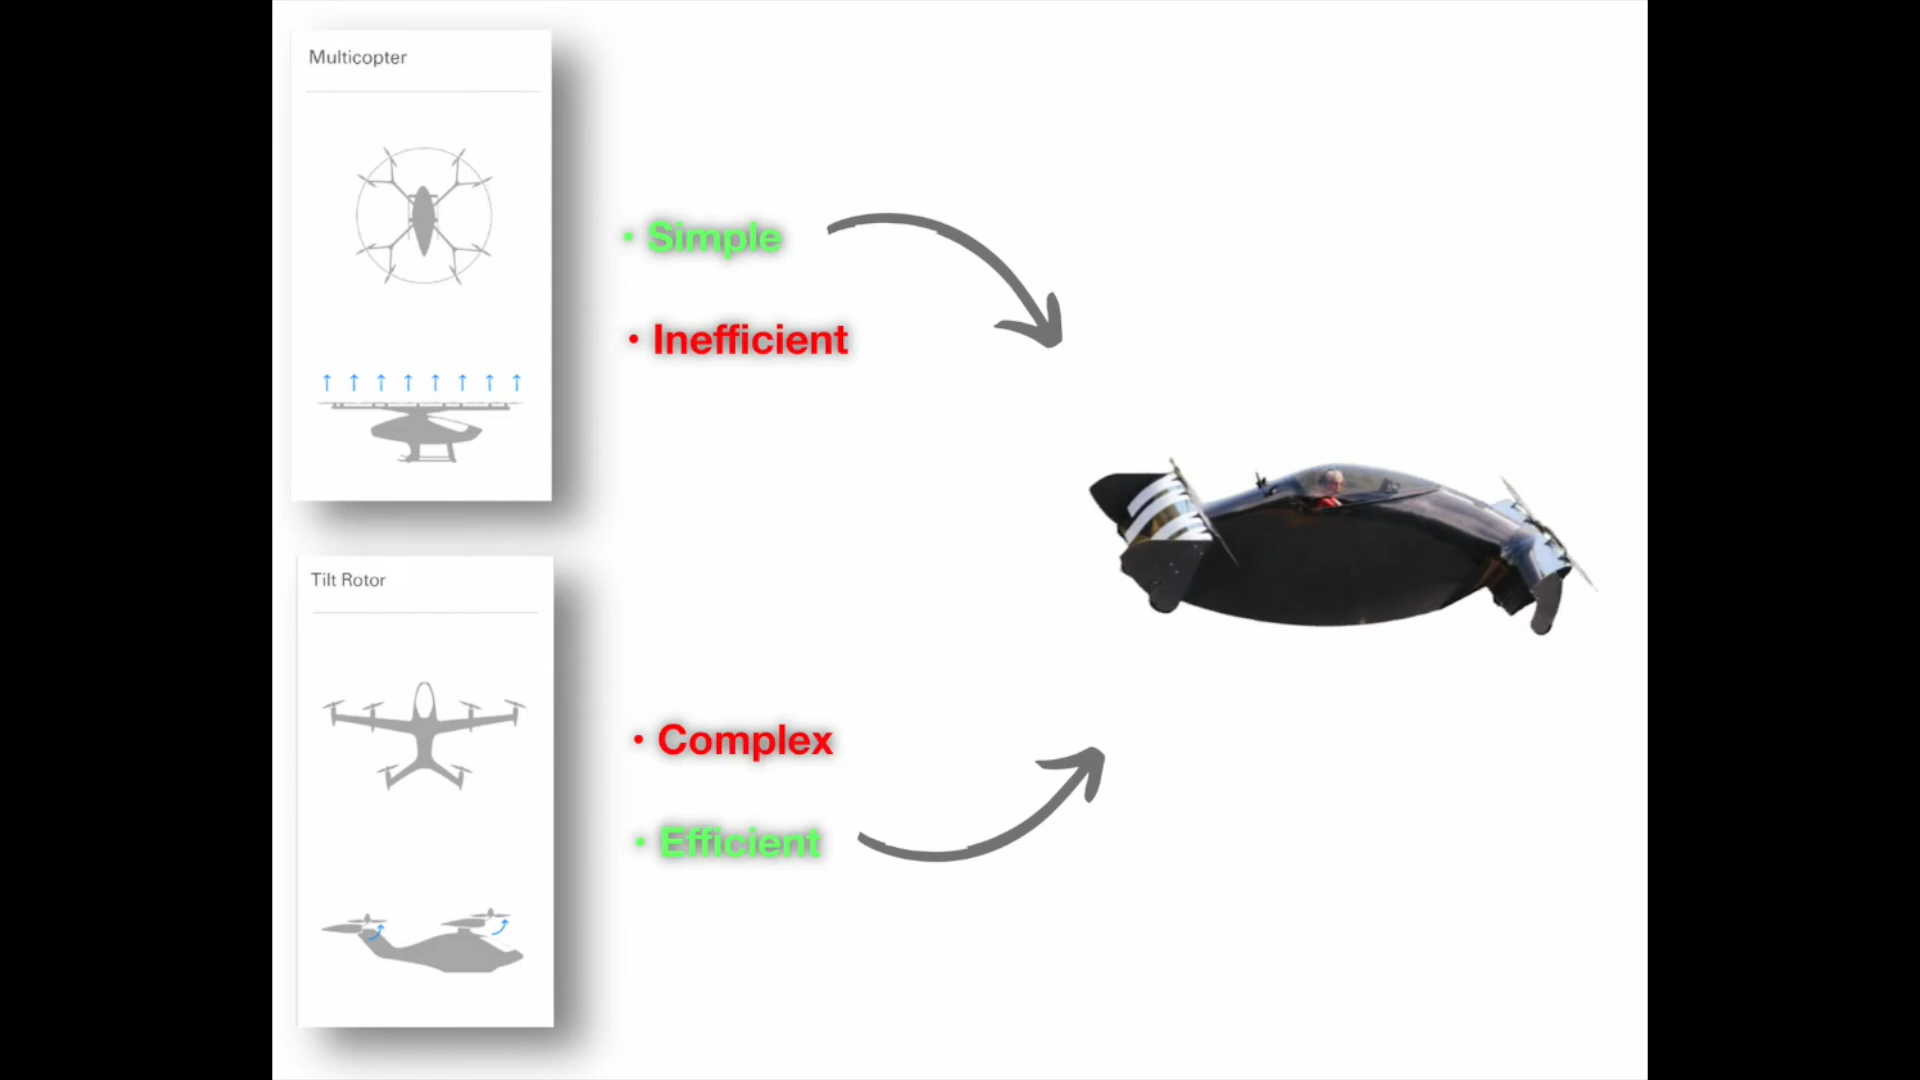 Multicopter
• Simple
• Inefficient
Tilt Rotor
• Complex
• Efficient